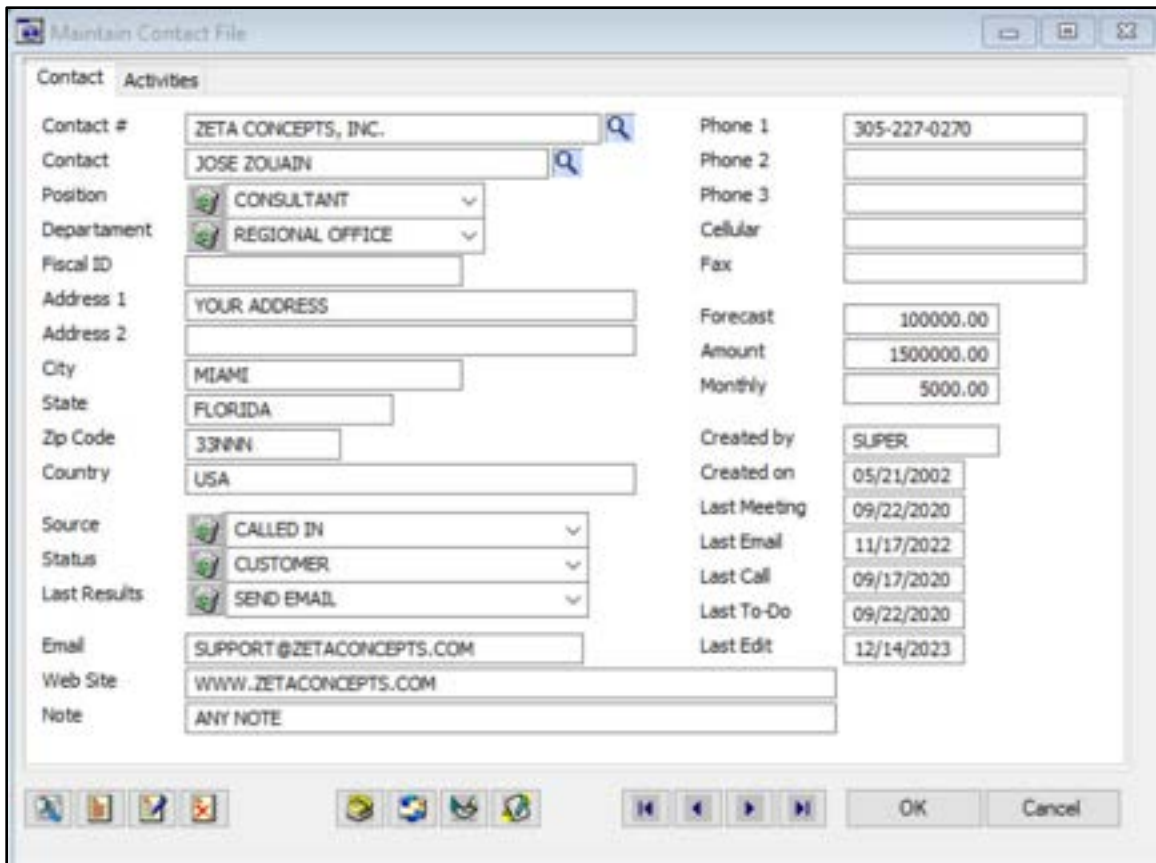 Maintain Contact File
Contact Activities
Contact # ZETA CONCEPTS, INC.
Contact JOSE ZOUAIN
Position CONSULTANT
Departament REGIONAL OFFICE
Fiscal ID
Address 1 YOUR ADDRESS
Address 2
City MIAMI
State FLORIDA
Zip Code 33NNN
Country USA
Source CALLED IN
Status CUSTOMER
Last Results SEND EMAIL
Email SUPPORT@ZETACONCEPTS.COM
Web Site WWW.ZETACONCEPTS.COM
Note ANY NOTE
Phone 1 305-227-0270
Phone 2
Phone 3
Cellular
Fax
Forecast 100000.00
Amount 1500000.00
Monthly 5000.00
Created by SUPER
Created on 05/21/2002
Last Meeting 09/22/2020
Last Email 11/17/2022
Last Call 09/17/2020
Last To-Do 09/22/2020
Last Edit 12/14/2023
OK Cancel